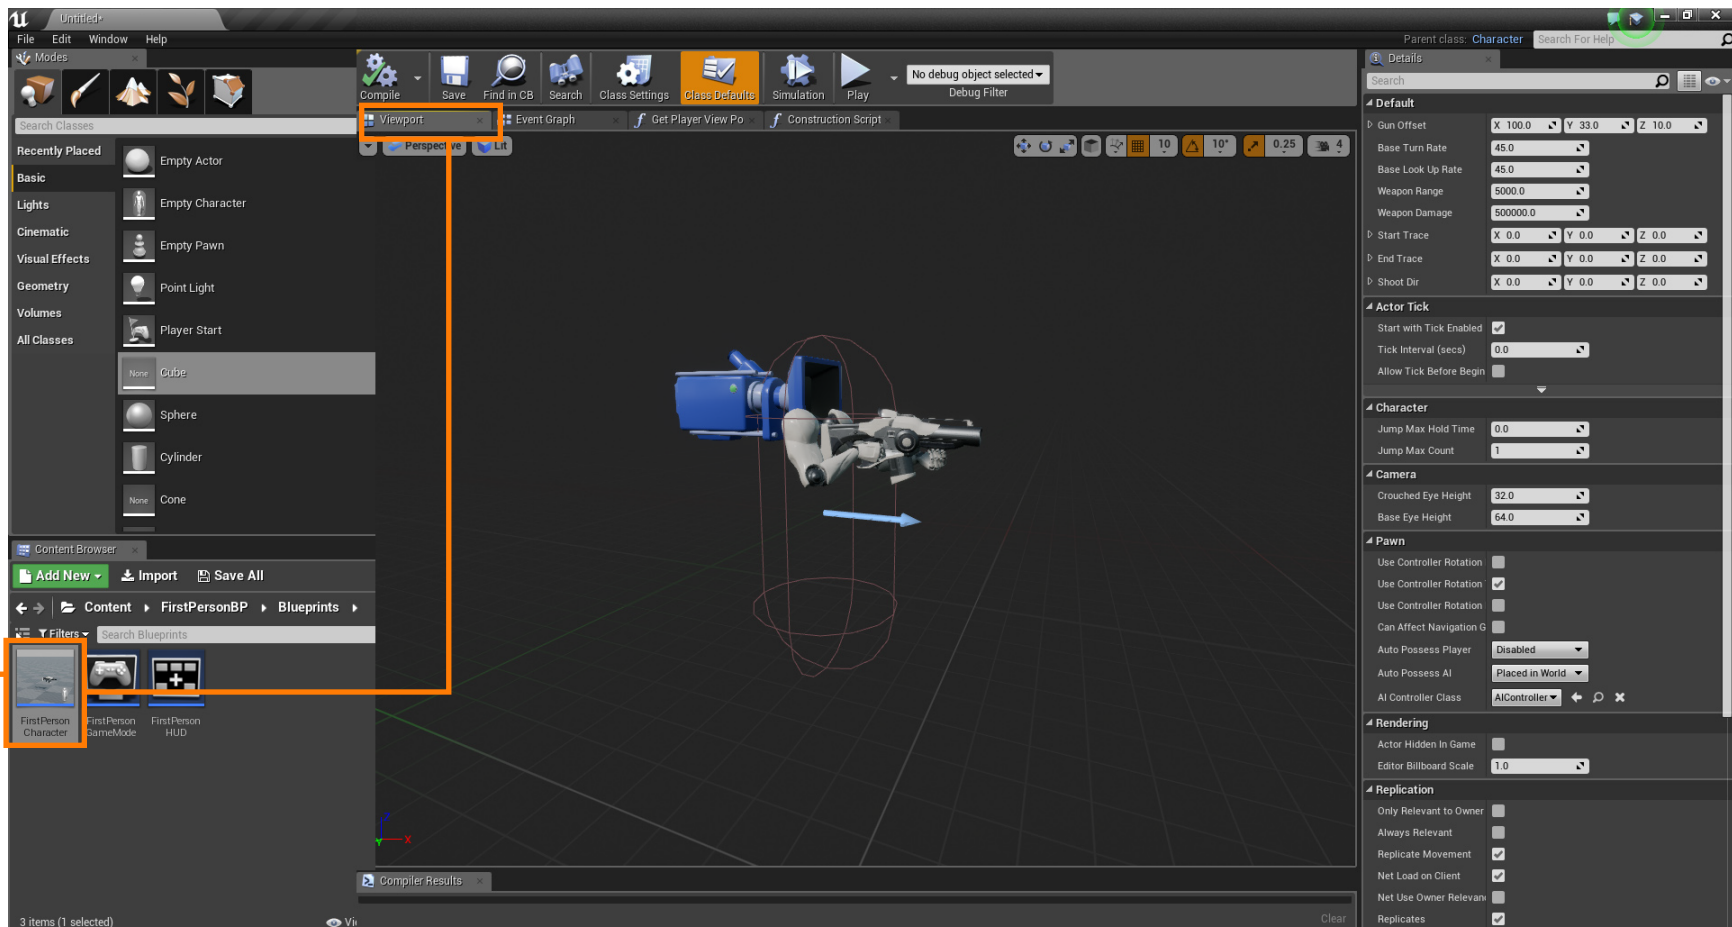 Untitled*
File Edit Window Help
Parent class: Character Search For Help
Modes
Search Classes
Recently Placed
Basic
Lights
Cinematic
Visual Effects
Geometry
Volumes
All Classes
Empty Actor
Empty Character
Empty Pawn
Point Light
Player Start
None Cube
Sphere
Cylinder
None Cone
Content Browser
Add New Import Save All
Content FirstPersonBP Blueprints
Filters Search Blueprints
FirstPerson Character
FirstPerson GameMode
FirstPerson HUD
3 items (1 selected) Vi
Compile Save Find in CB Search Class Settings Class Defaults Simulation Play
No debug object selected
Debug Filter
Viewport Event Graph Get Player View Po Construction Script
Perspective Lit 10 10° 0.25 4
Z
X
Y
Compiler Results
Clear
Details
Search
Default
Gun Offset X 100.0 Y 33.0 Z 10.0
Base Turn Rate 45.0
Base Look Up Rate 45.0
Weapon Range 5000.0
Weapon Damage 500000.0
Start Trace X 0.0 Y 0.0 Z 0.0
End Trace X 0.0 Y 0.0 Z 0.0
Shoot Dir X 0.0 Y 0.0 Z 0.0
Actor Tick
Start with Tick Enabled
Tick Interval (secs) 0.0
Allow Tick Before Begin
Character
Jump Max Hold Time 0.0
Jump Max Count 1
Camera
Crouched Eye Height 32.0
Base Eye Height 64.0
Pawn
Use Controller Rotation
Use Controller Rotation
Use Controller Rotation
Can Affect Navigation G
Auto Possess Player Disabled
Auto Possess AI Placed in World
AI Controller Class AIController
Rendering
Actor Hidden In Game
Editor Billboard Scale 1.0
Replication
Only Relevant to Owner
Always Relevant
Replicate Movement
Net Load on Client
Net Use Owner Relevan
Replicates